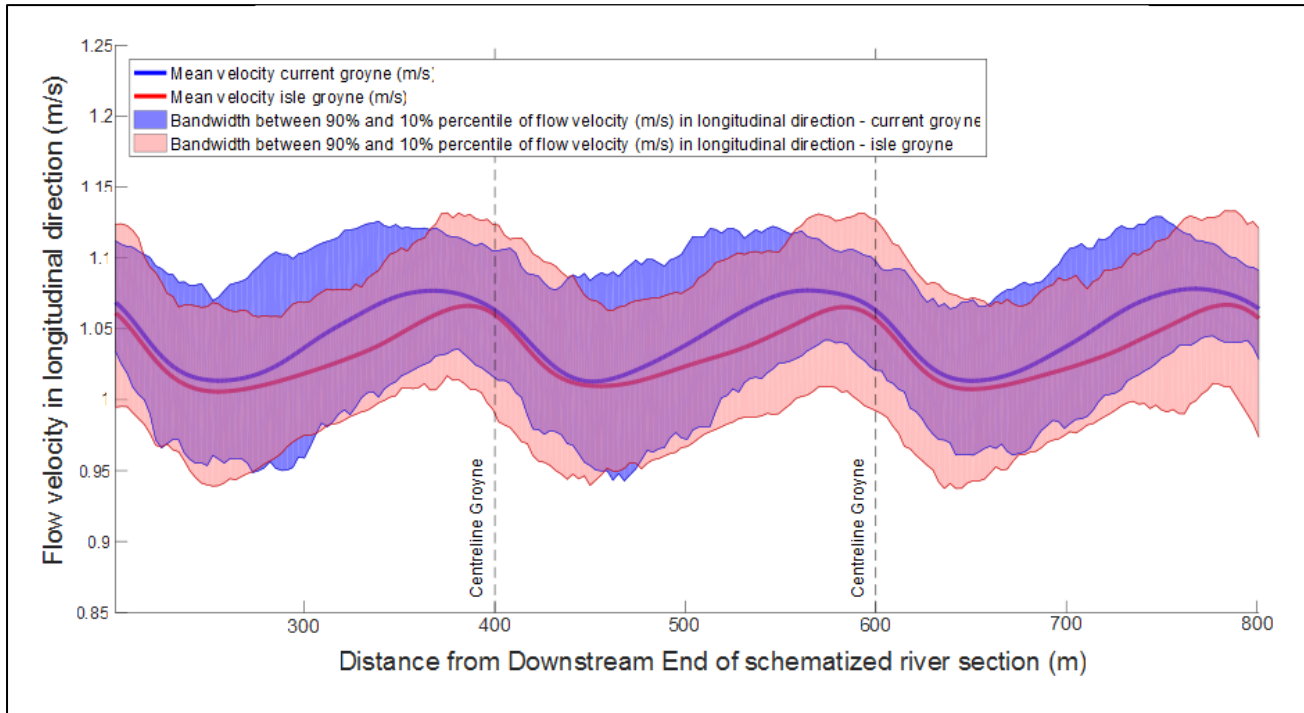 Flow velocity in longitudinal direction (m/s)
1.25
1.2
1.15
1.1
1.05
1
0.95
0.9
0.85
Mean velocity current groyne (m/s)
Mean velocity isle groyne (m/s)
Bandwidth between 90% and 10% percentile of flow velocity (m/s) in longitudinal direction - current groyne
Bandwidth between 90% and 10% percentile of flow velocity (m/s) in longitudinal direction - isle groyne
Centreline Groyne
Centreline Groyne
300
400
500
600
700
800
Distance from Downstream End of schematized river section (m)